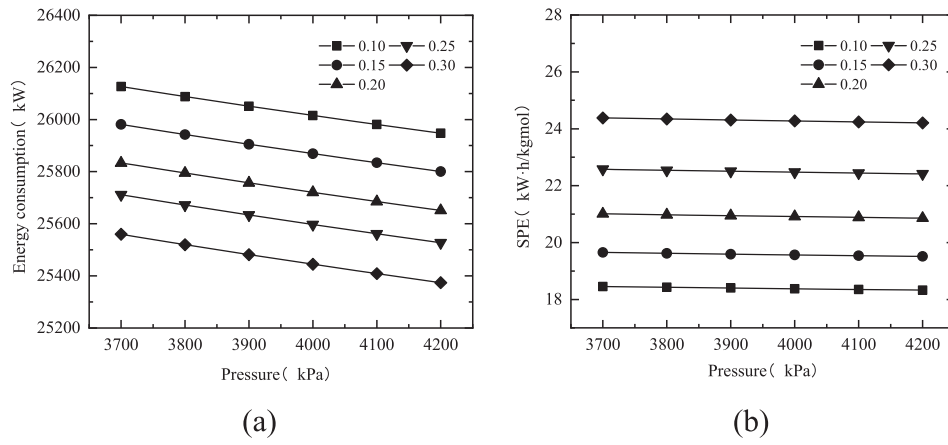 26400
26200
26000
25800
25600
25400
25200
Energy consumption( kW)
0.10 0.25
0.15 0.30
0.20
3700 3800 3900 4000 4100 4200
Pressure( kPa)
(a)
28
26
24
22
20
18
SPE( kW·h/kgmol)
0.10 0.25
0.15 0.30
0.20
3700 3800 3900 4000 4100 4200
Pressure( kPa)
(b)